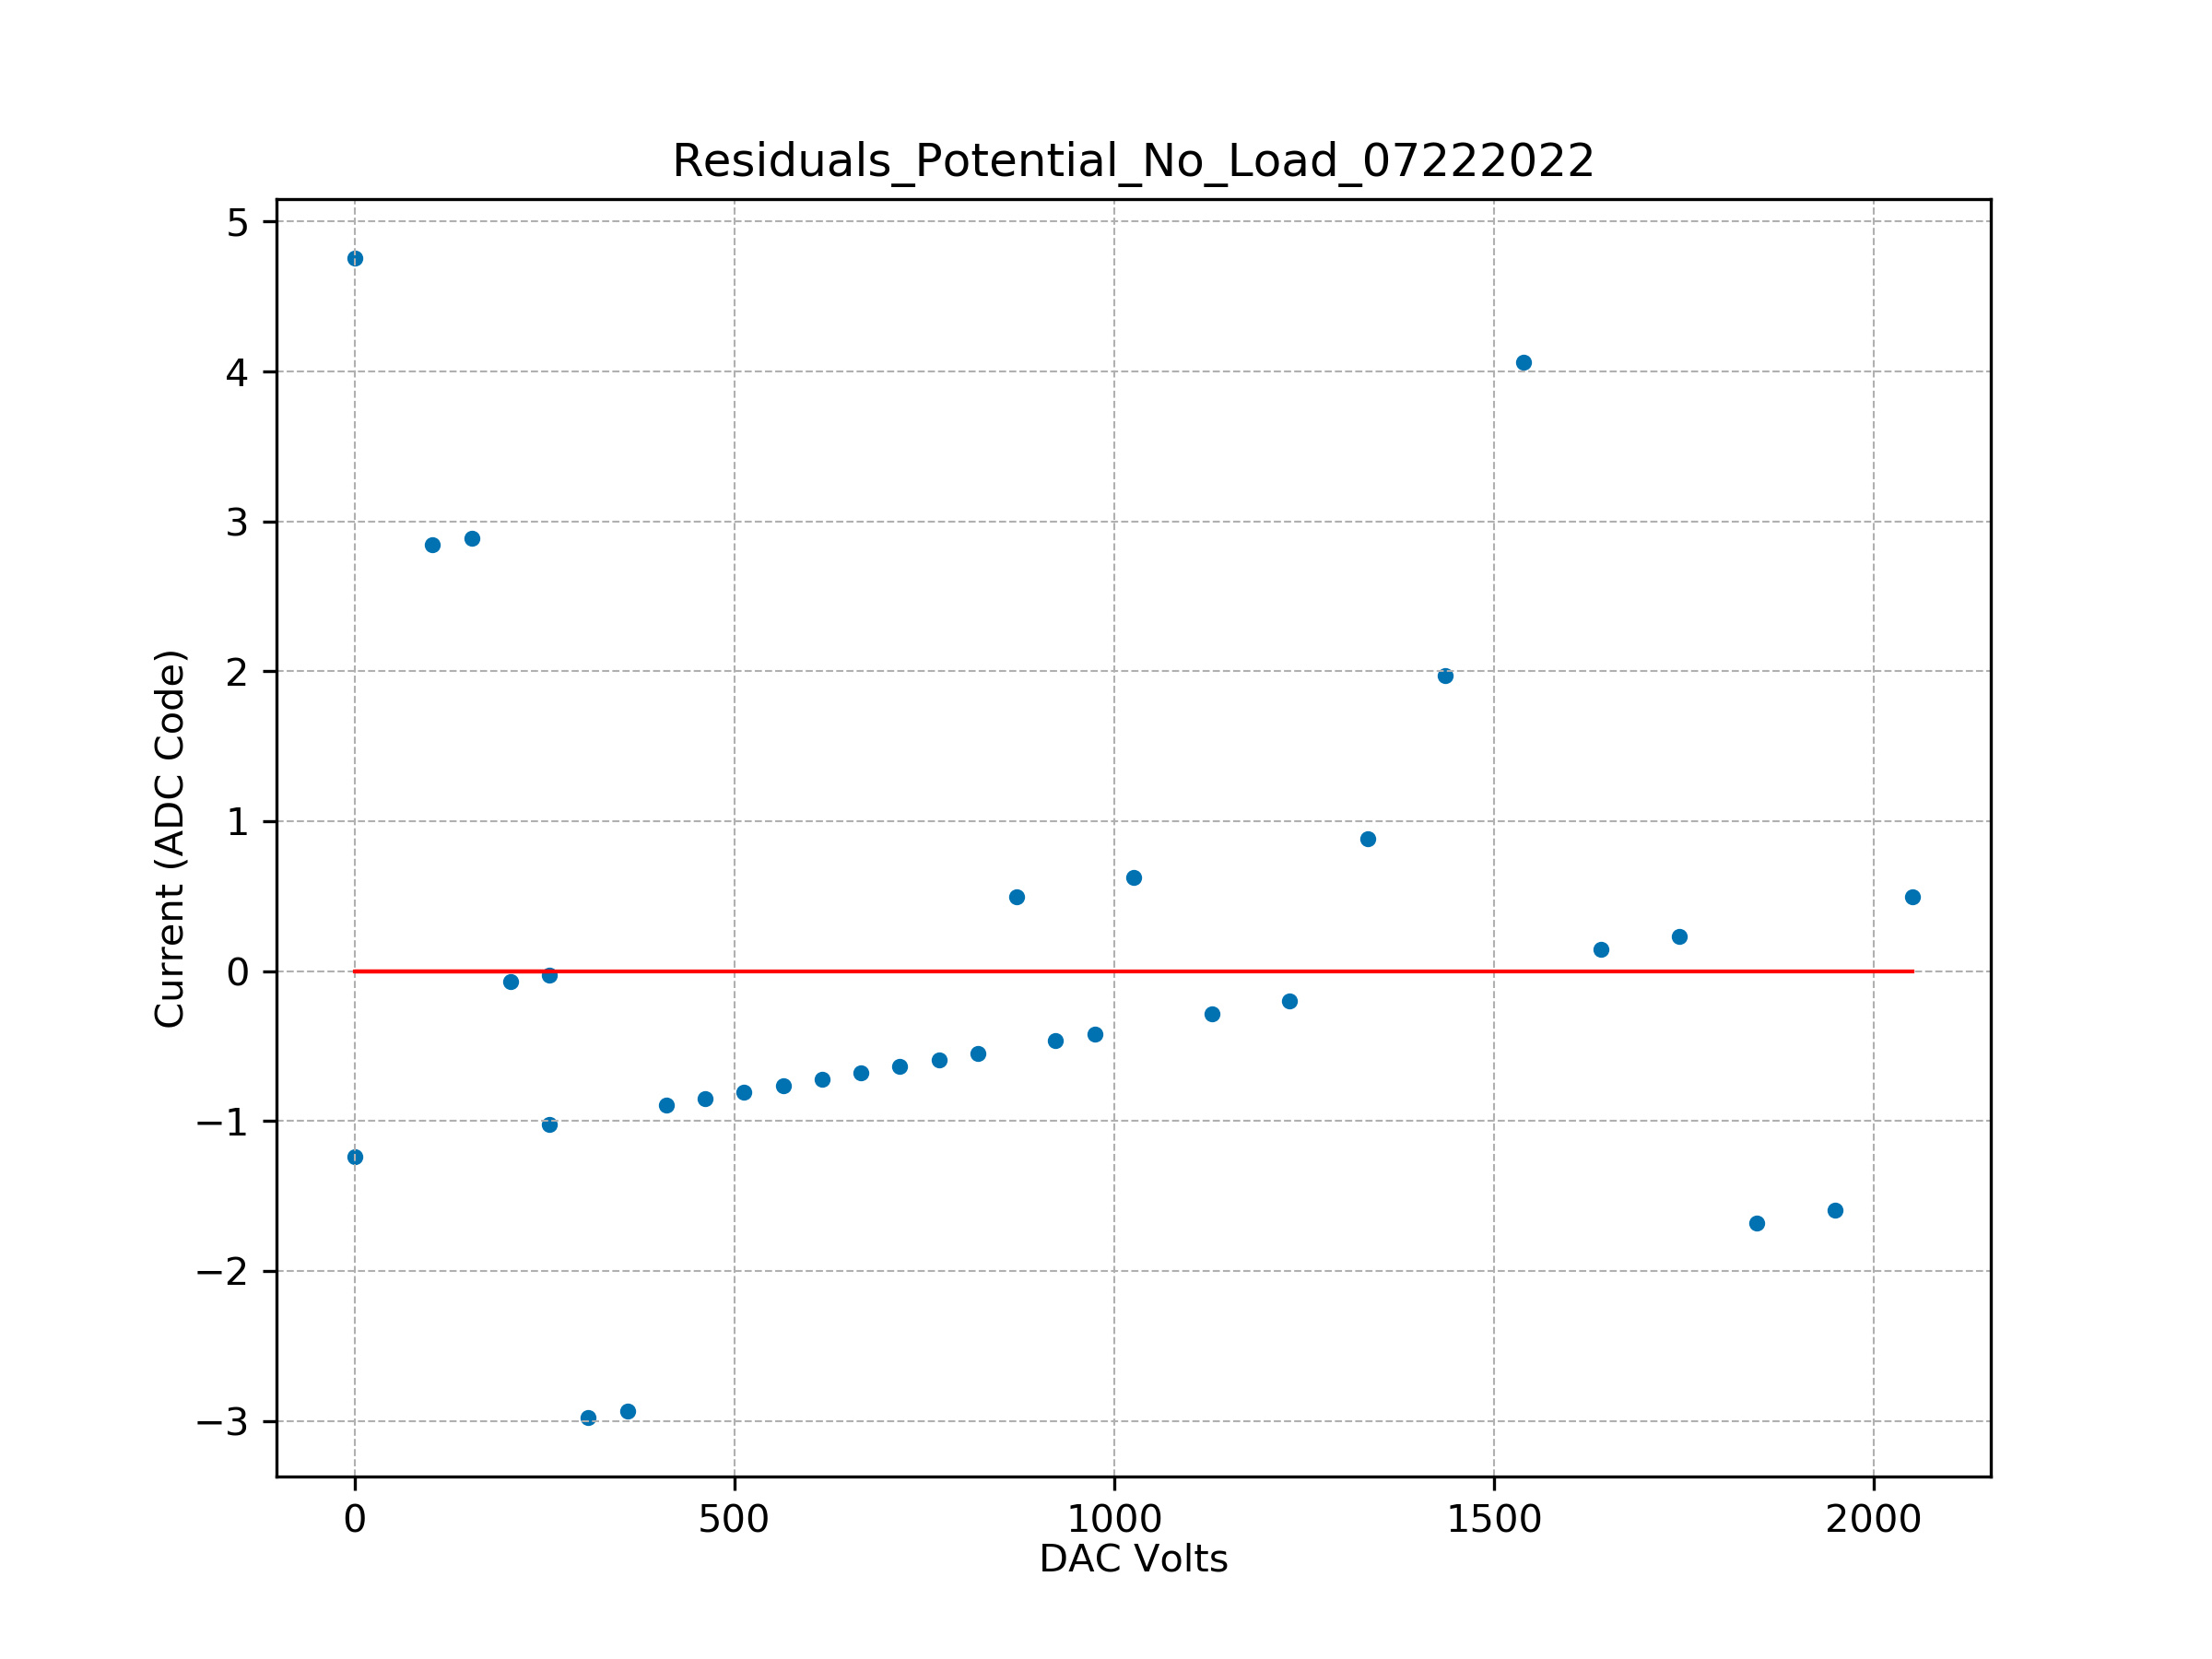 Residuals_Potential_No_Load_07222022
5
4
3
2
1
0
−1
−2
−3
Current (ADC Code)
0 500 1000 1500 2000
DAC Volts